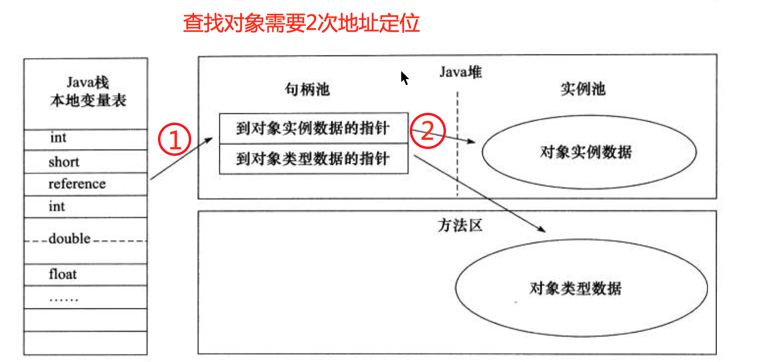 查找对象需要2次地址定位
Java栈
本地变量表
int
short
reference
int
double
float
……
①
Java堆
句柄池
实例池
到对象实例数据的指针
到对象类型数据的指针
②
对象实例数据
方法区
对象类型数据